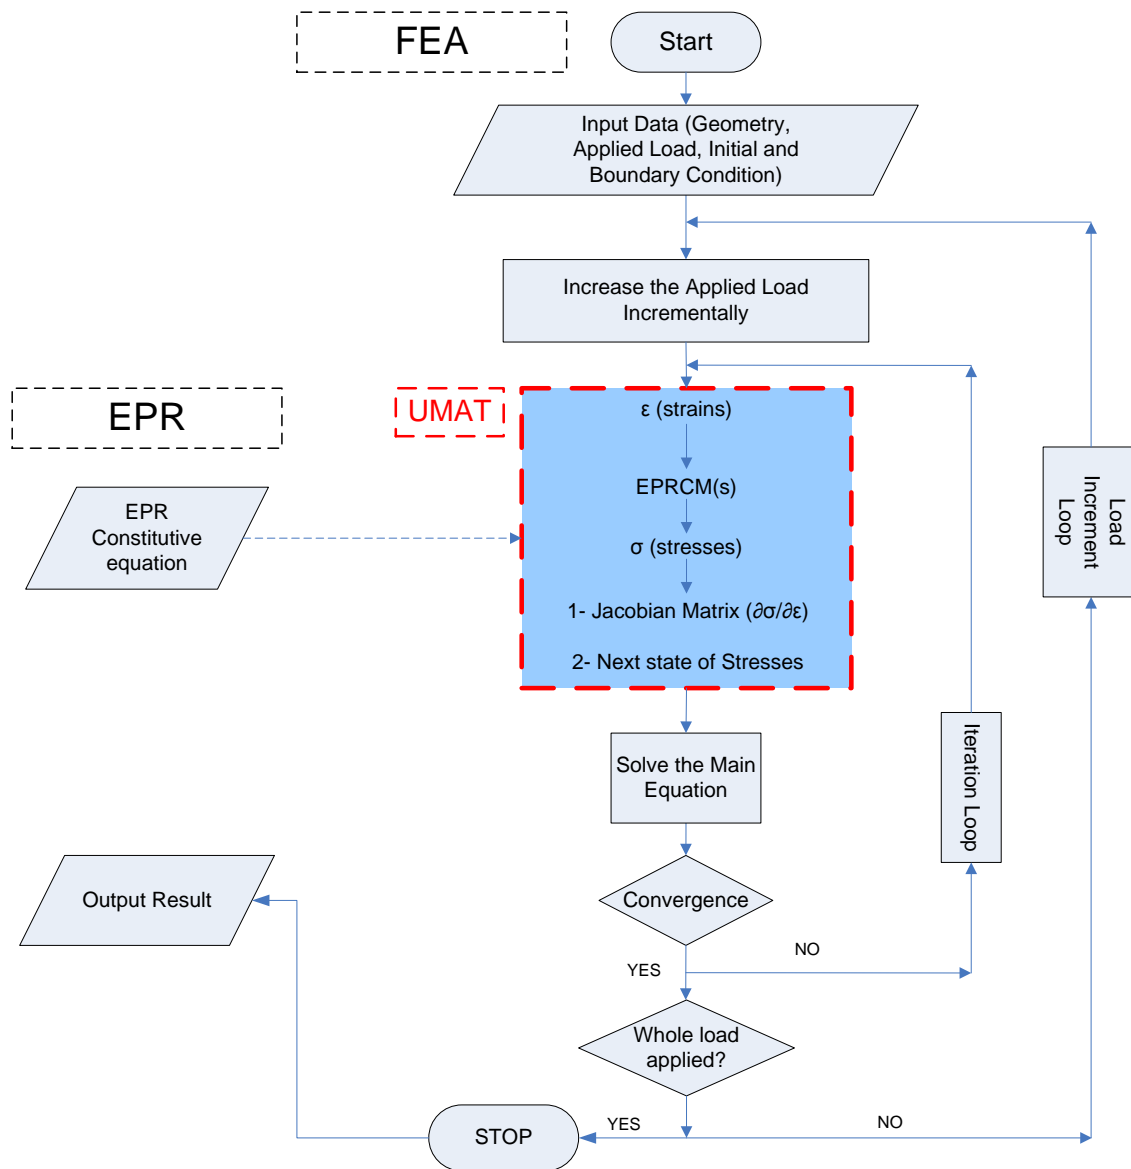 FEA
Start
Input Data (Geometry,
Applied Load, Initial and
Boundary Condition)
Increase the Applied Load
Incrementally
EPR
UMAT
ε (strains)
EPRCM(s)
σ (stresses)
1- Jacobian Matrix (∂σ/∂ε)
2- Next state of Stresses
EPR
Constitutive
equation
Load
Increment
Loop
Iteration Loop
Solve the Main
Equation
Output Result
Convergence
YES
NO
Whole load
applied?
STOP
YES
NO